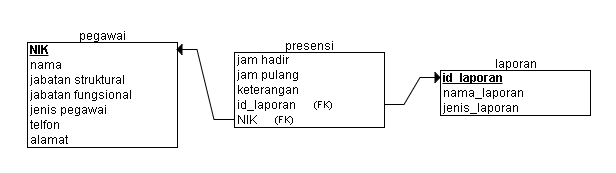 pegawai
NIK
nama
jabatan struktural
jabatan fungsional
jenis pegawai
telfon
alamat
presensi
jam hadir
jam pulang
keterangan
id_laporan (FK)
NIK (FK)
laporan
id_laporan
nama_laporan
jenis_laporan